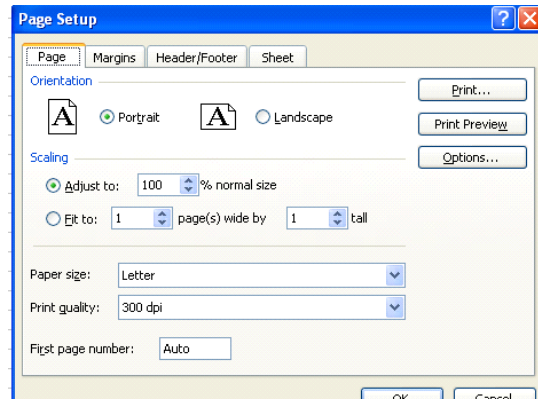 Page Setup
Page Margins Header/Footer Sheet
Orientation
A Portrait A Landscape
Print...
Print Preview
Options...
Scaling
Adjust to: 100 % normal size
Fit to: 1 page(s) wide by 1 tall
Paper size: Letter
Print quality: 300 dpi
First page number: Auto
OK Cancel